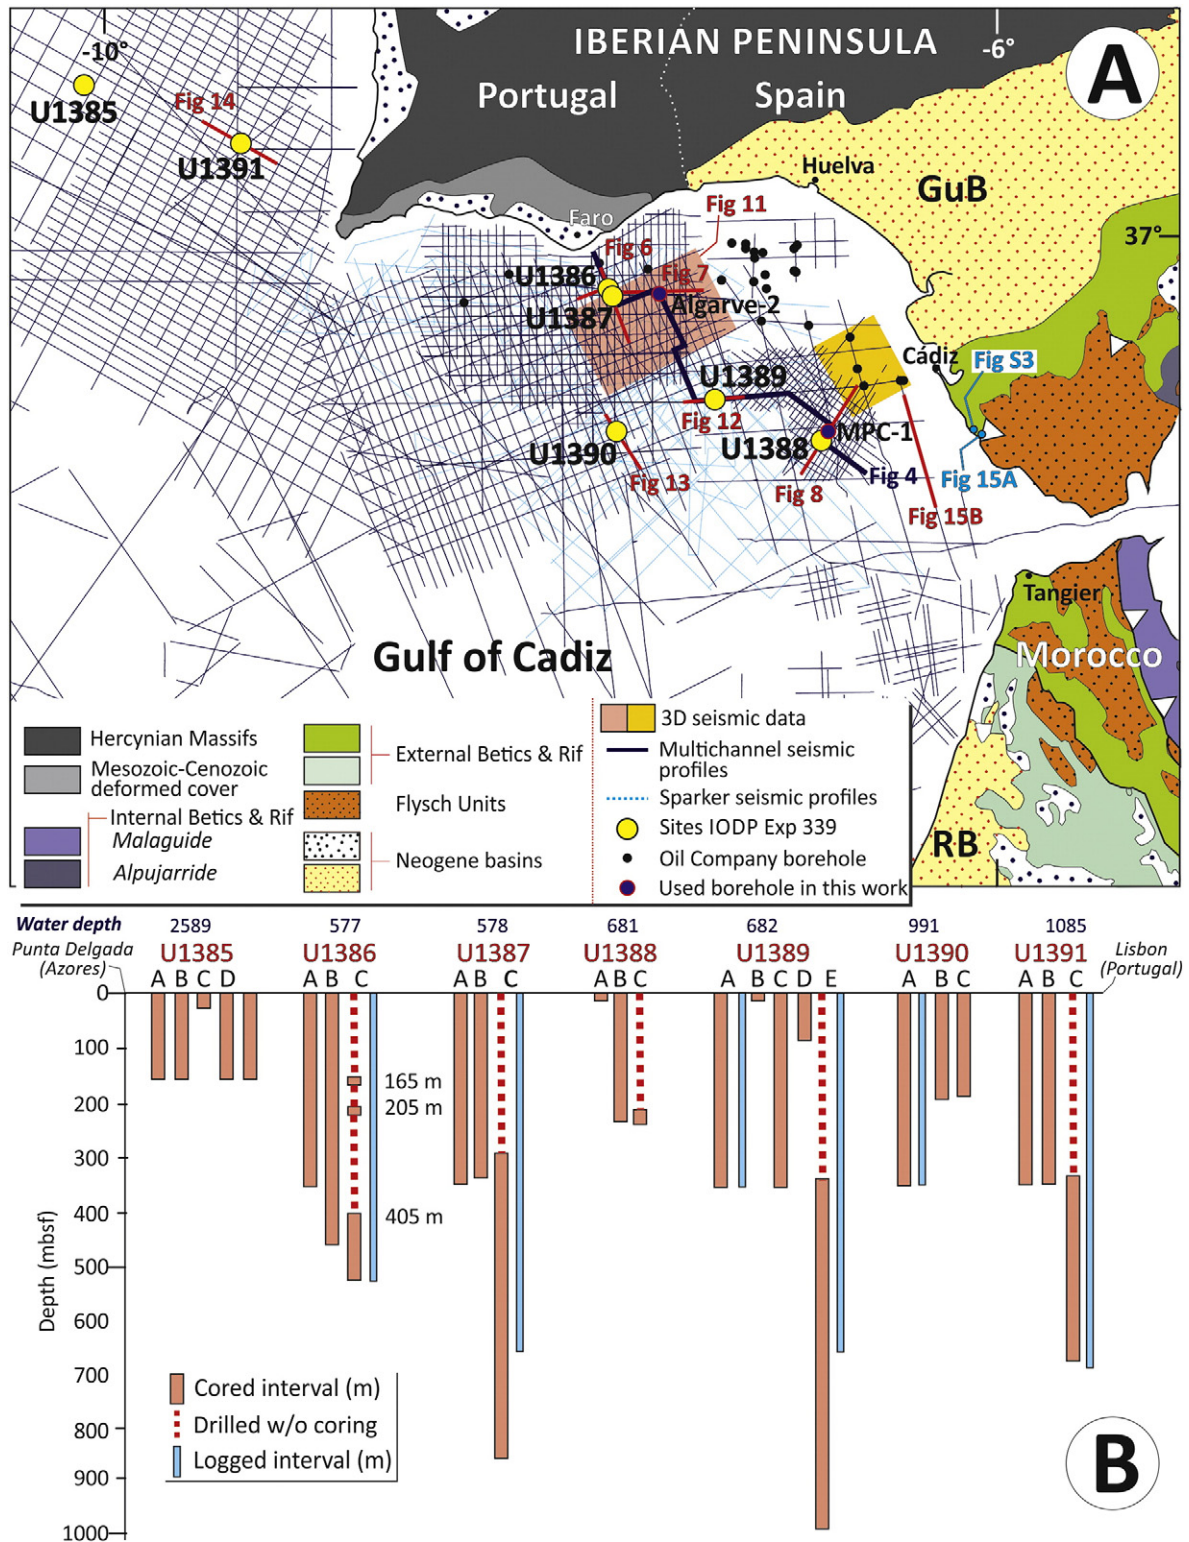 IBERIAN PENINSULA
-10°
-6°
A
Portugal
Spain
U1385
Fig 14
U1391
Huelva
GuB
Faro
Fig 11
37°
Fig 6
U1386
Fig 7
Algarve-2
U1387
Cádiz
Fig S3
U1389
Fig 12
U1390
U1388
MPC-1
Fig 13
Fig 8
Fig 4
Fig 15A
Fig 15B
Tangier
Gulf of Cadiz
Morocco
RB
Hercynian Massifs
Mesozoic-Cenozoic
deformed cover
Internal Betics & Rif
Malaguide
Alpujarride
External Betics & Rif
Flysch Units
Neogene basins
3D seismic data
Multichannel seismic
profiles
Sparker seismic profiles
Sites IODP Exp 339
Oil Company borehole
Used borehole in this work
Water depth 2589 577 578 681 682 991 1085
Punta Delgada
(Azores)
U1385 U1386 U1387 U1388 U1389 U1390 U1391
Lisbon
(Portugal)
A B C D A B C A B C A B C A B C D E A B C A B C
0
100
165 m
200
205 m
300
400
405 m
500
600
700
800
900
1000
Depth (mbsf)
Cored interval (m)
Drilled w/o coring
Logged interval (m)
B